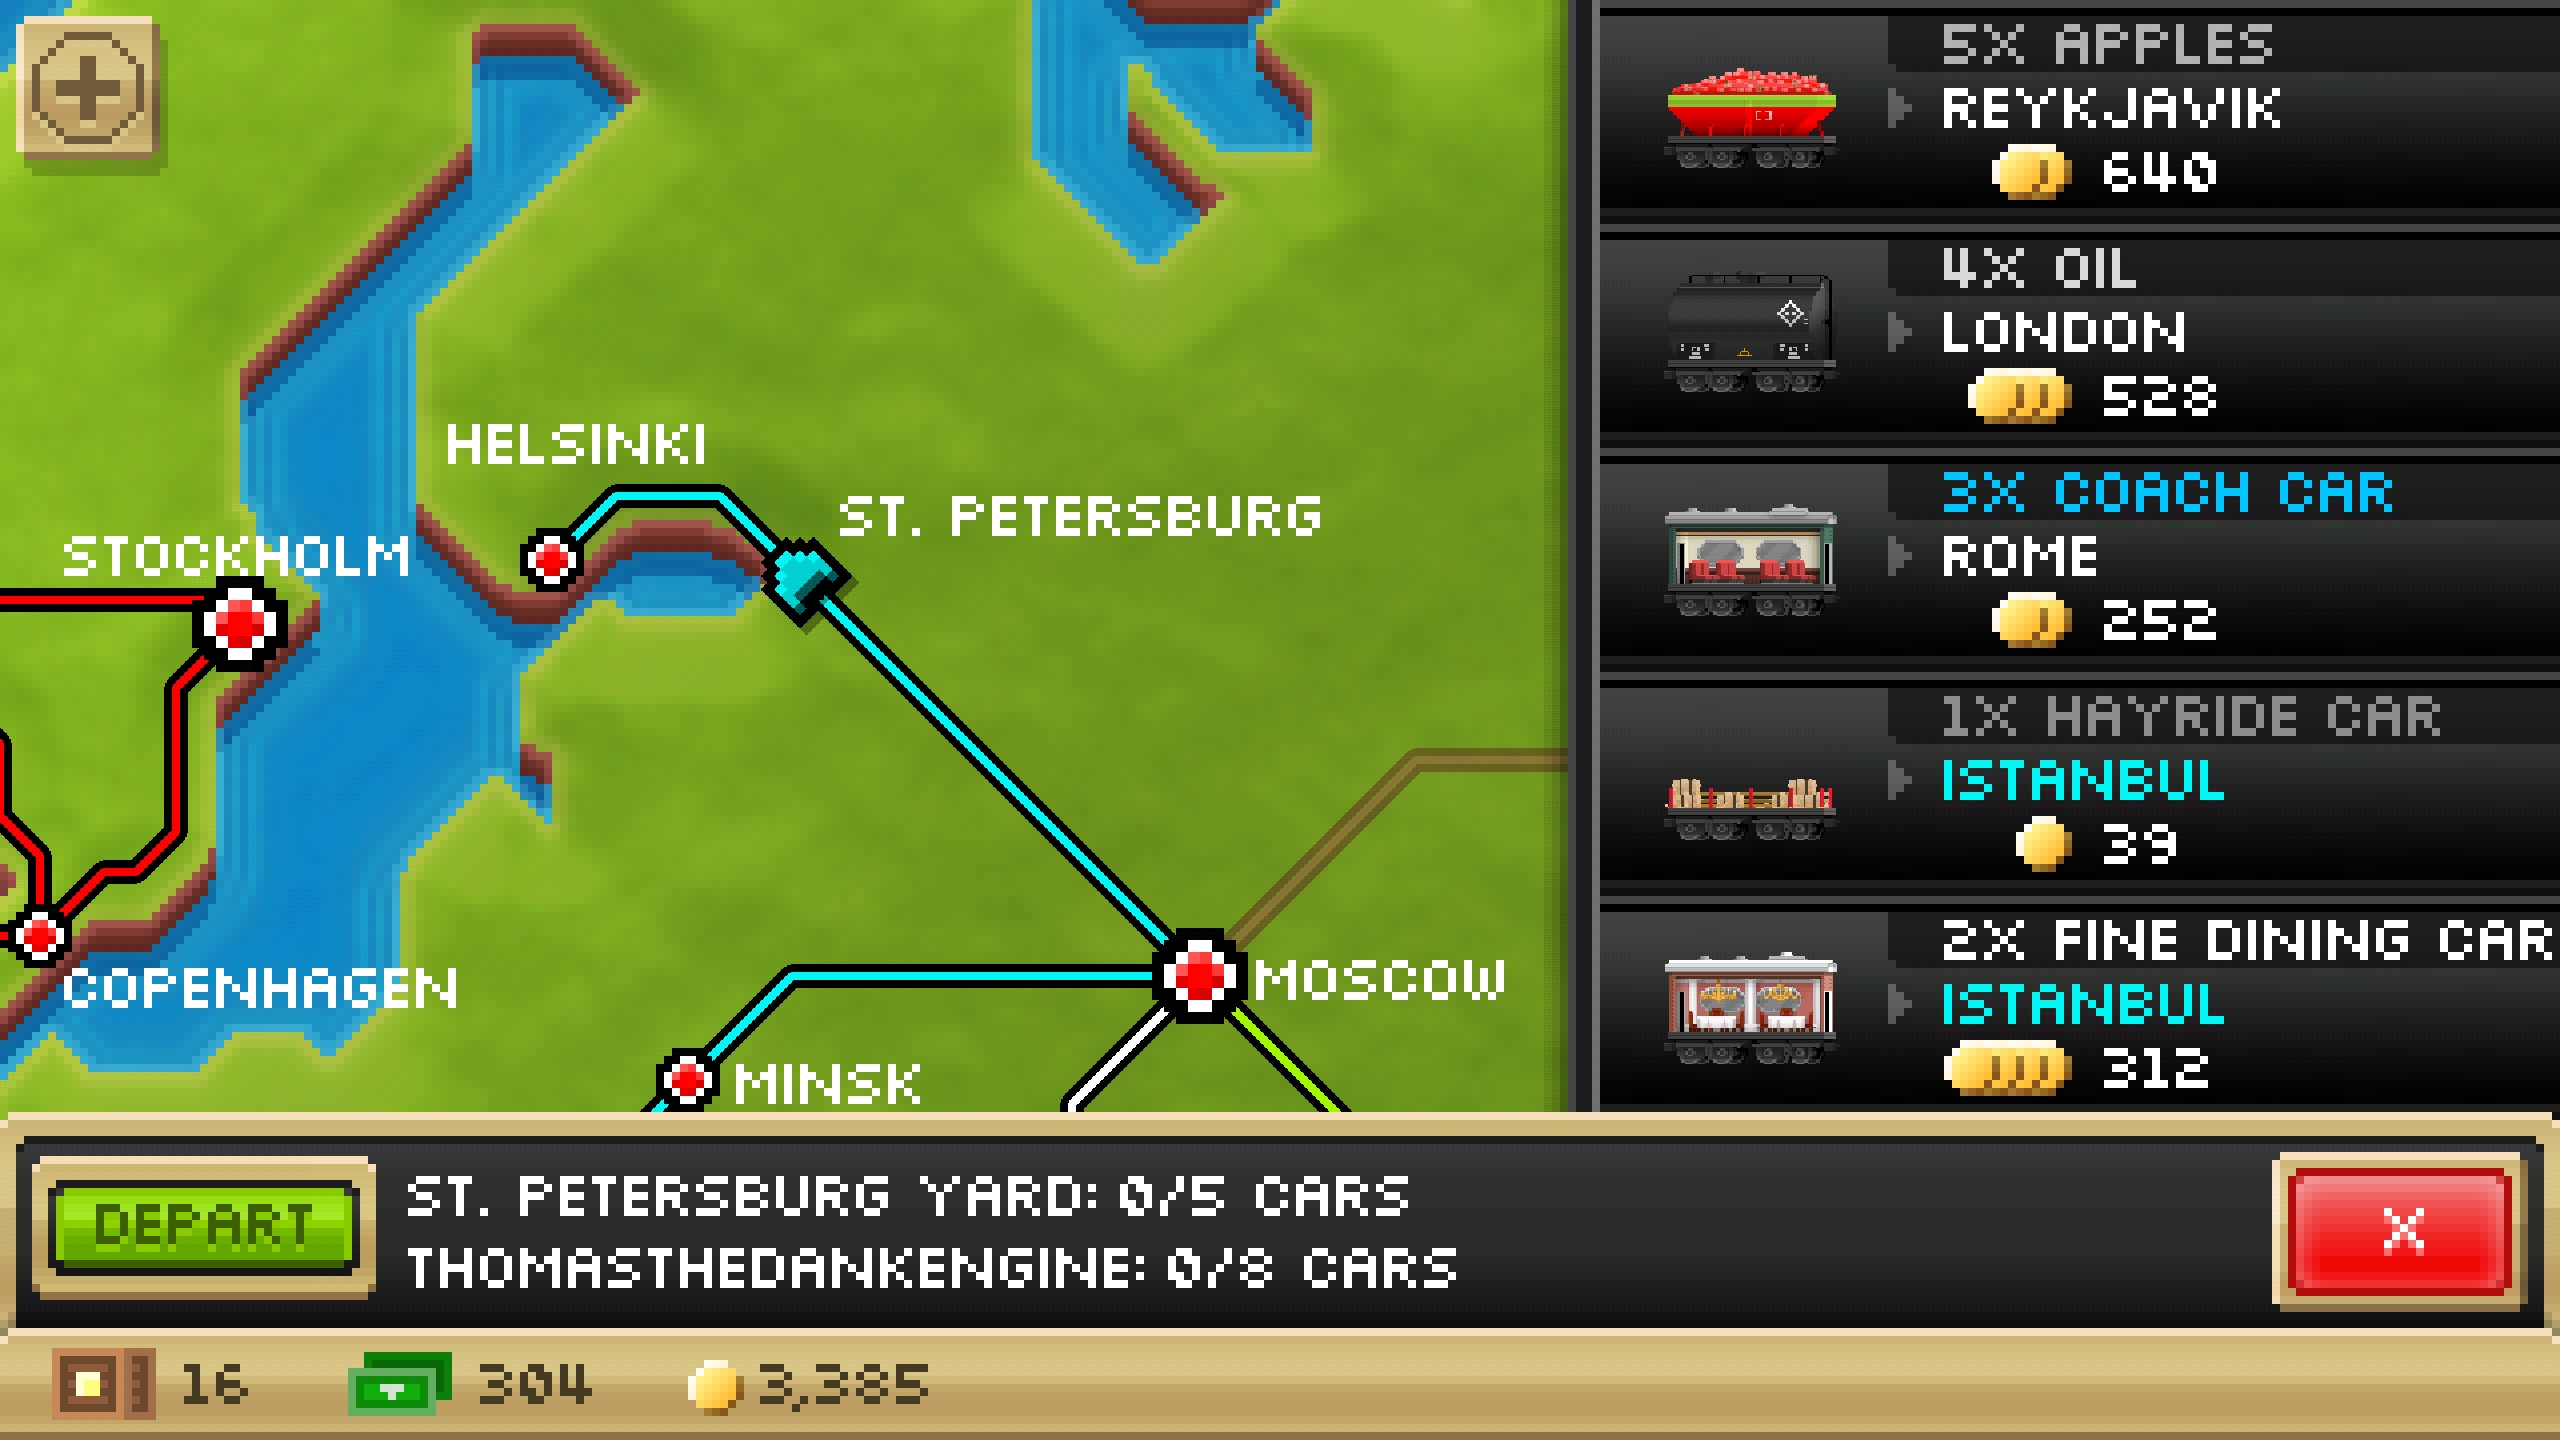 HELSINKI
ST. PETERSBURG
STOCKHOLM
MOSCOW
COPENHAGEN
MINSK
5X APPLES
REYKJAVIK
640
4X OIL
LONDON
528
3X COACH CAR
ROME
252
1X HAYRIDE CAR
ISTANBUL
39
2X FINE DINING CAR
ISTANBUL
312
DEPART
ST. PETERSBURG YARD: 0/5 CARS
THOMASTHEDANKENGINE: 0/8 CARS
X
16
304
3,385